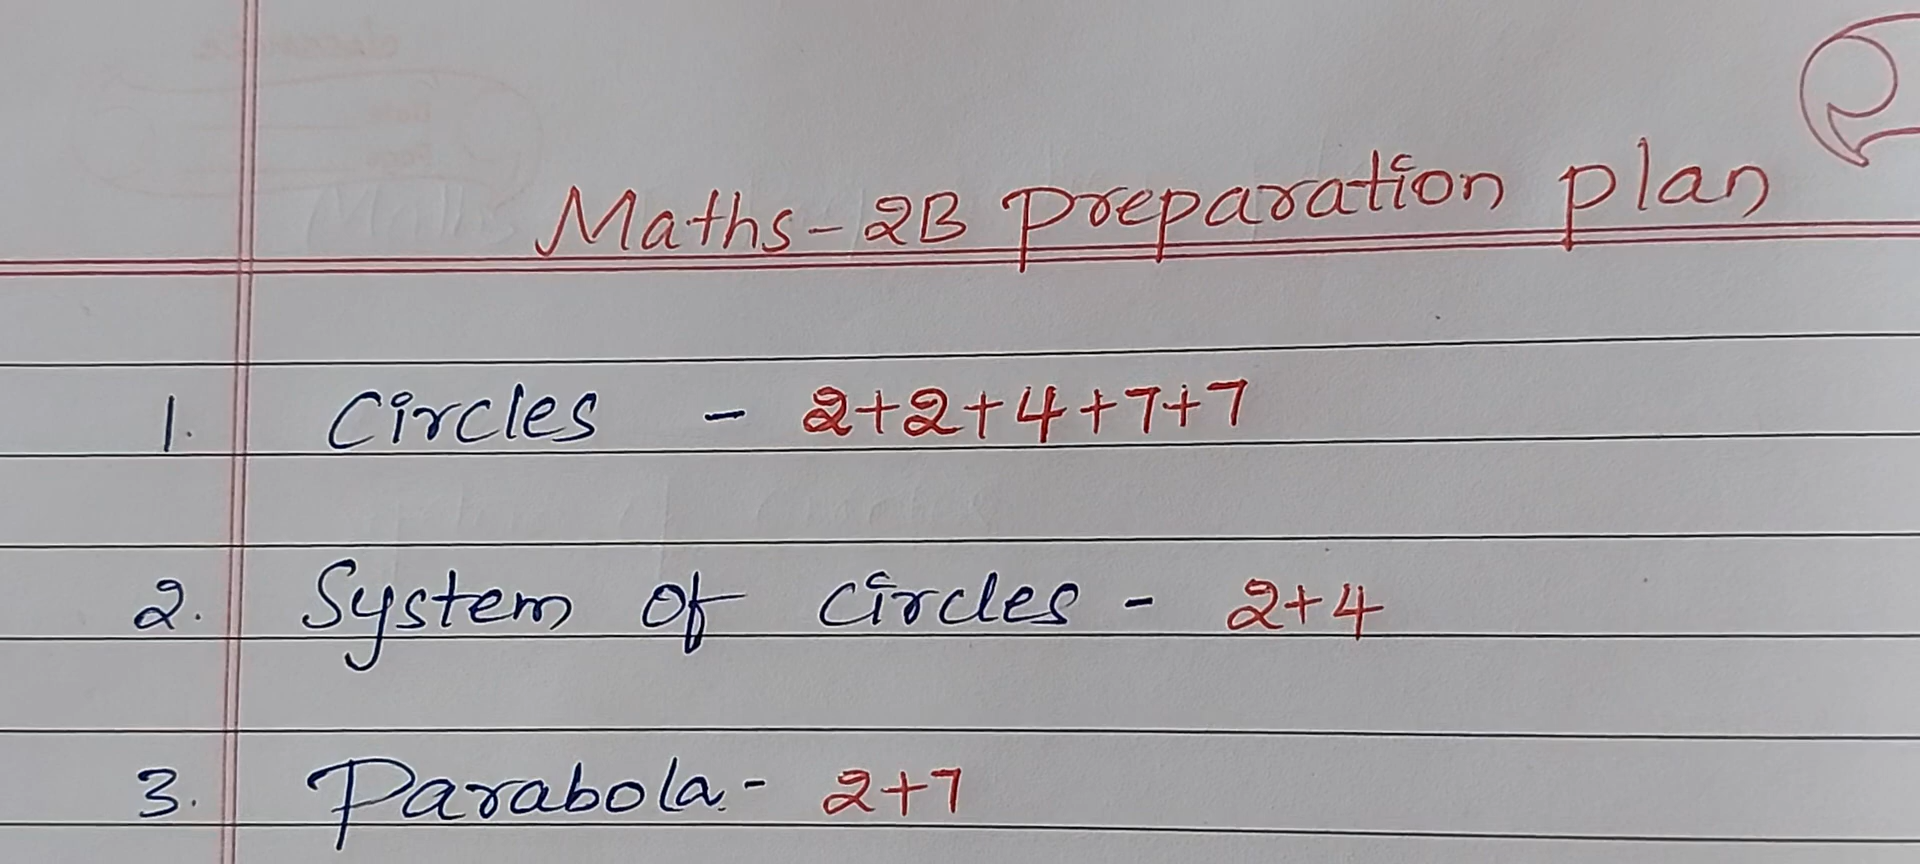 Maths-2B preparation plan
1. Circles - 2+2+4+7+7
2. System of circles - 2+4
3. Parabola.- 2+7